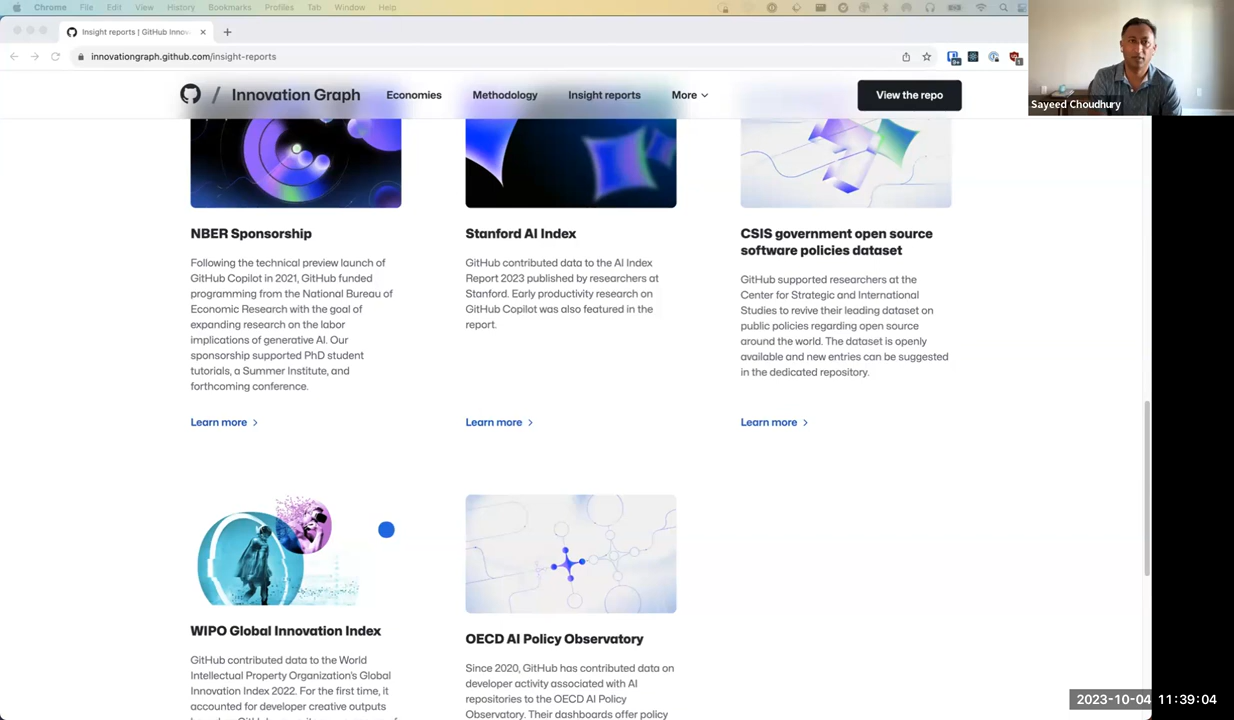 Chrome File Edit View History Bookmarks Profiles Tab Window Help
Insight reports | GitHub Innov
innovationgraph.github.com/insight-reports
/ Innovation Graph Economies Methodology Insight reports More View the repo
Sayeed Choudhury
NBER Sponsorship
Following the technical preview launch of
GitHub Copilot in 2021, GitHub funded
programming from the National Bureau of
Economic Research with the goal of
expanding research on the labor
implications of generative AI. Our
sponsorship supported PhD student
tutorials, a Summer Institute, and
forthcoming conference.
Learn more
Stanford AI Index
GitHub contributed data to the AI Index
Report 2023 published by researchers at
Stanford. Early productivity research on
GitHub Copilot was also featured in the
report.
Learn more
CSIS government open source
software policies dataset
GitHub supported researchers at the
Center for Strategic and International
Studies to revive their leading dataset on
public policies regarding open source
around the world. The dataset is openly
available and new entries can be suggested
in the dedicated repository.
Learn more
WIPO Global Innovation Index
GitHub contributed data to the World
Intellectual Property Organization's Global
Innovation Index 2022. For the first time, it
accounted for developer creative outputs
OECD AI Policy Observatory
Since 2020, GitHub has contributed data on
developer activity associated with AI
repositories to the OECD AI Policy
Observatory. Their dashboards offer policy
2023-10-04 11:39:04